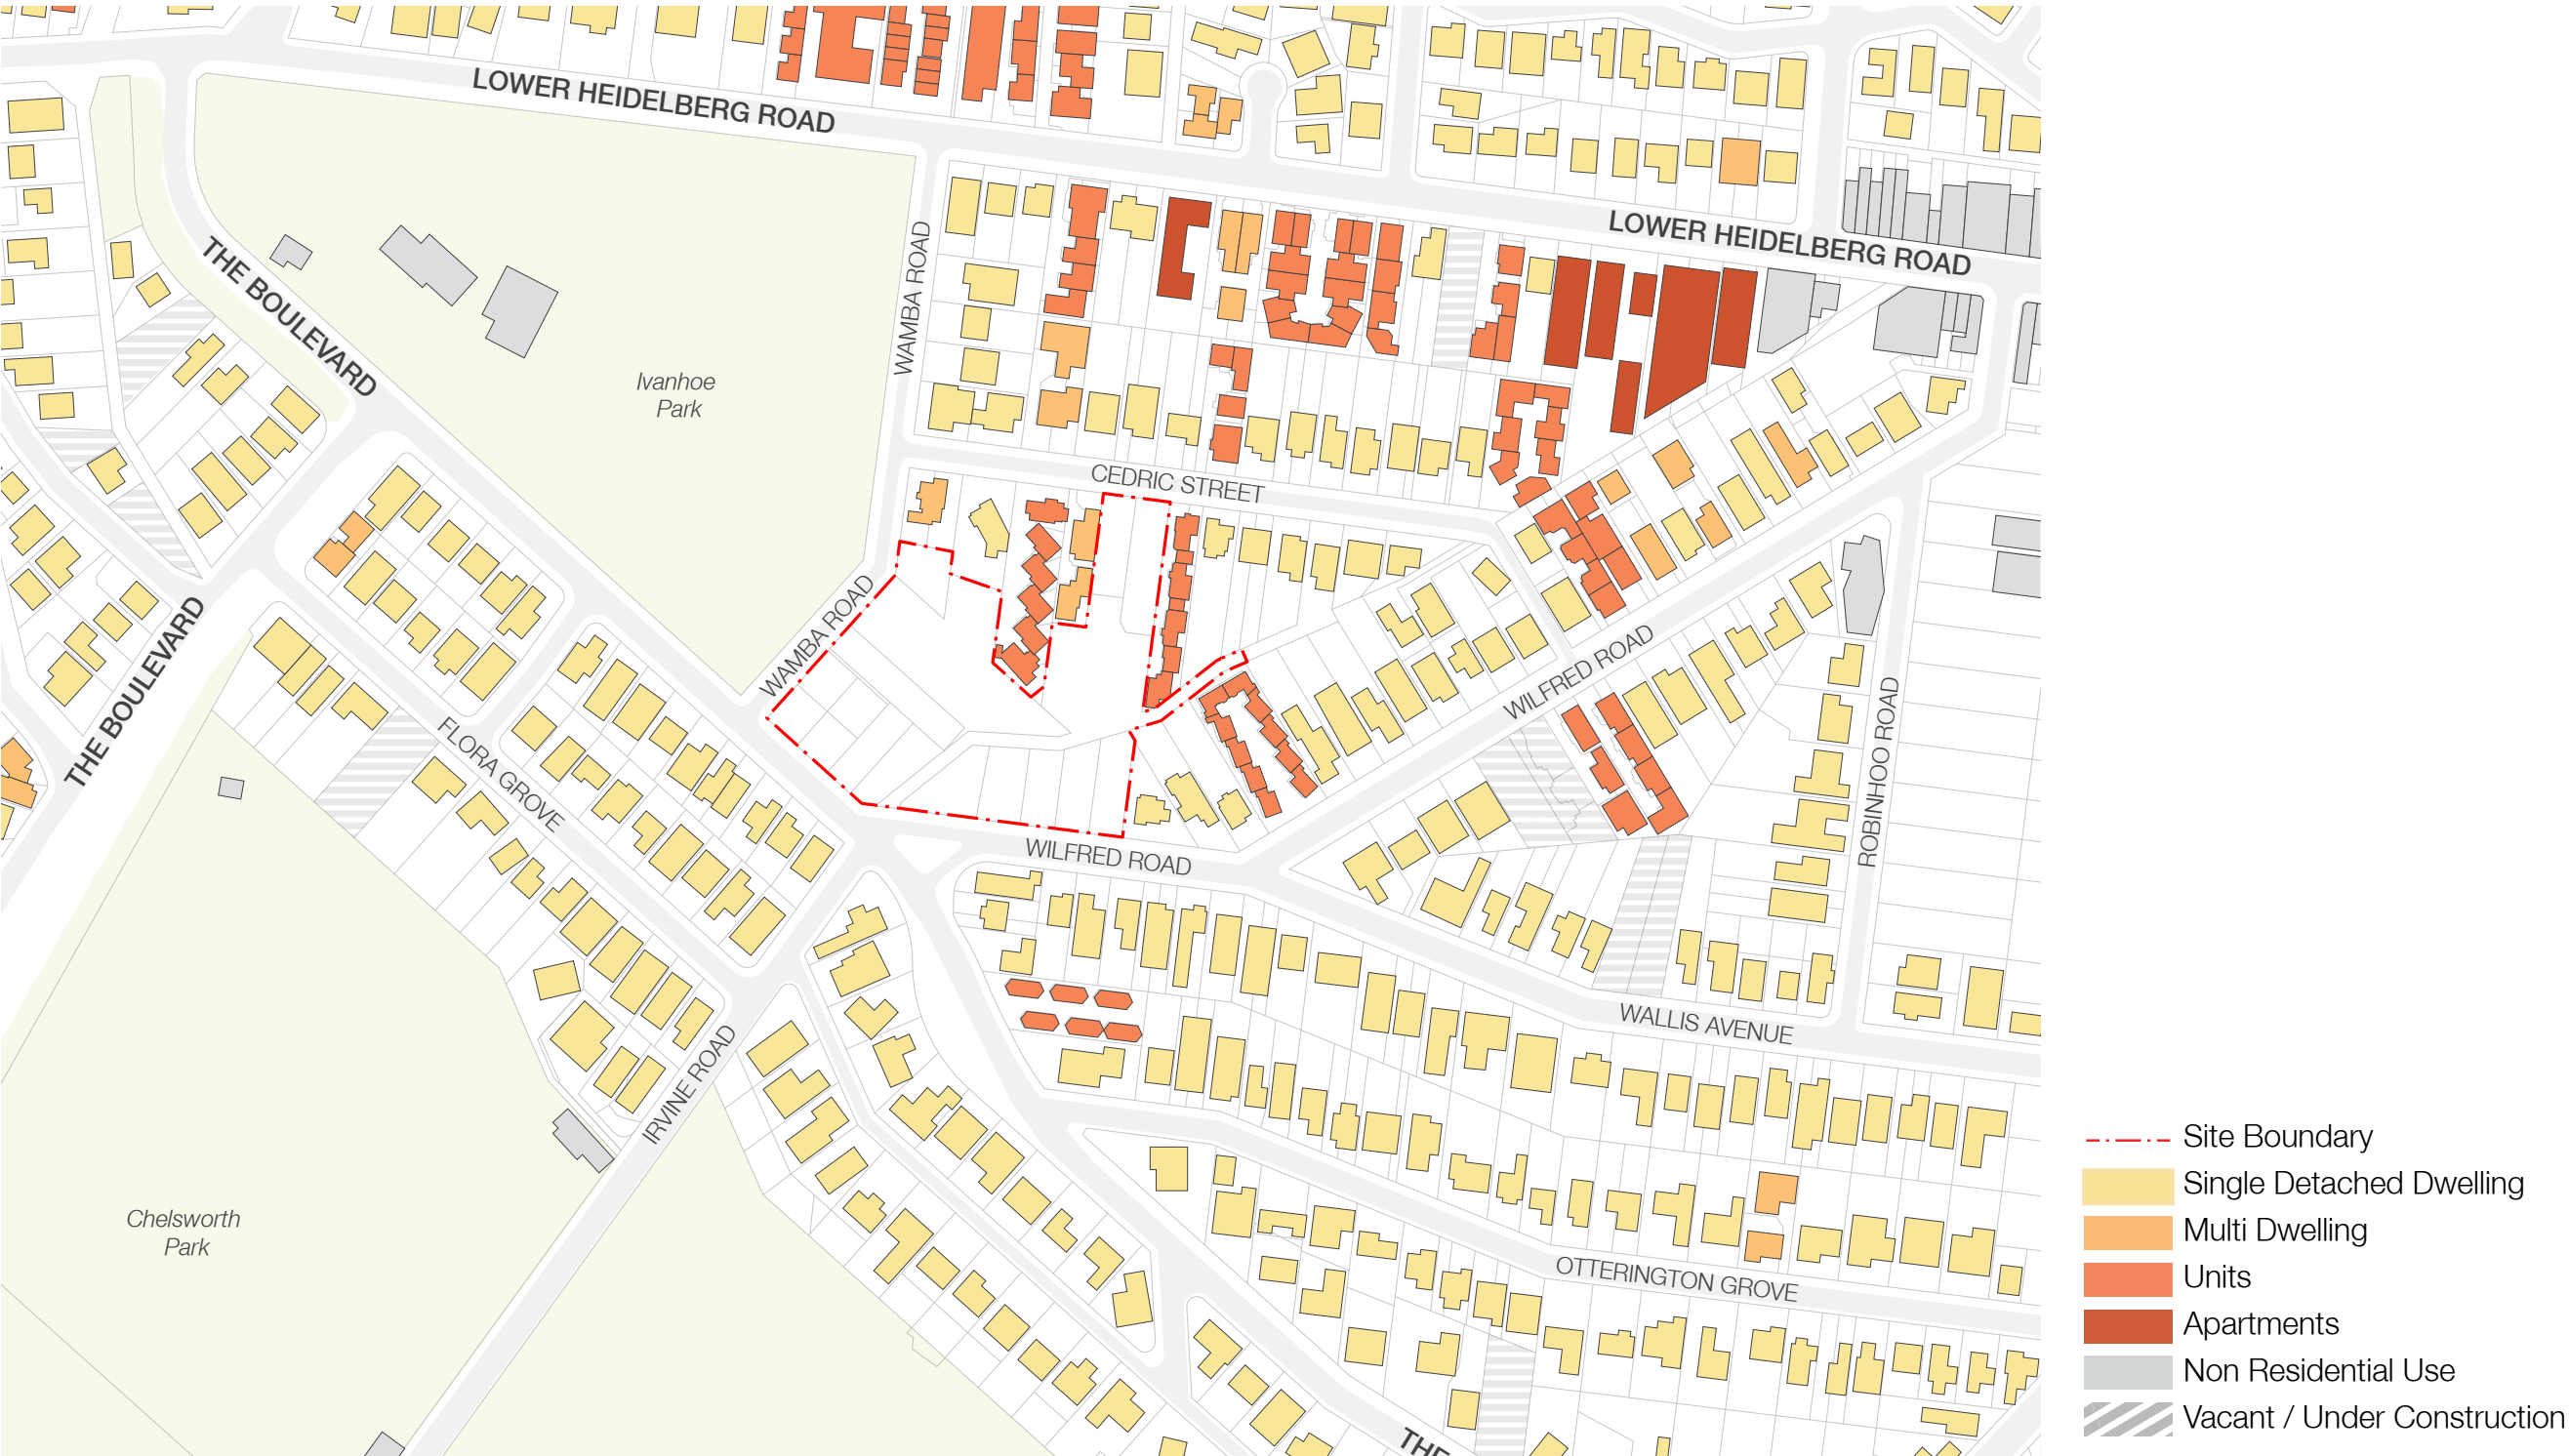 LOWER HEIDELBERG ROAD
LOWER HEIDELBERG ROAD
THE BOULEVARD
WAMBA ROAD
Ivanhoe
Park
CEDRIC STREET
WAMBA ROAD
THE BOULEVARD
FLORA GROVE
WILFRED ROAD
ROBINHOO ROAD
WILFRED ROAD
IRVINE ROAD
WALLIS AVENUE
Chelsworth
Park
OTTERINGTON GROVE
THE
Site Boundary
Single Detached Dwelling
Multi Dwelling
Units
Apartments
Non Residential Use
Vacant / Under Construction